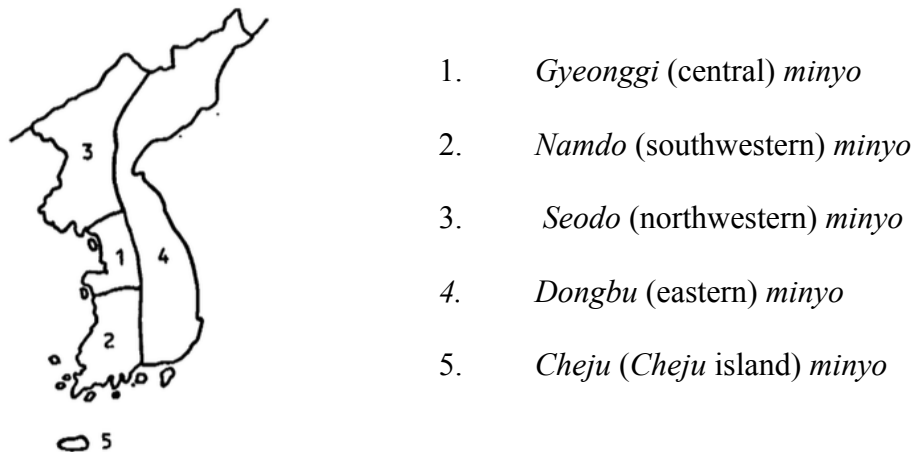 1. Gyeonggi (central) minyo
2. Namdo (southwestern) minyo
3. Seodo (northwestern) minyo
4. Dongbu (eastern) minyo
5. Cheju (Cheju island) minyo
3
1
4
2
5